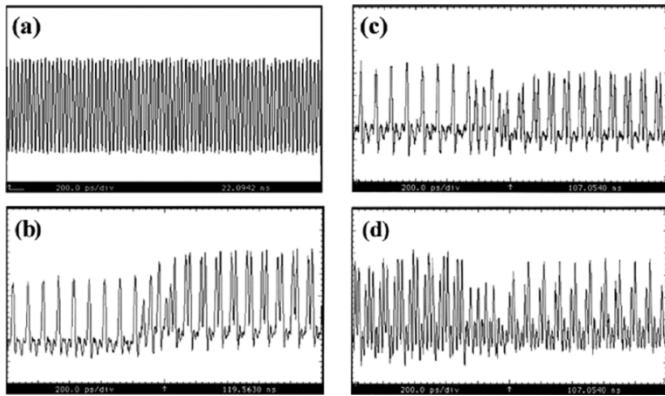 (a)
200.0 ps/div 22.0942 ns
(b)
200.0 ps/div 119.5630 ns
(c)
200.0 ps/div 107.0540 ns
(d)
200.0 ps/div 107.0540 ns